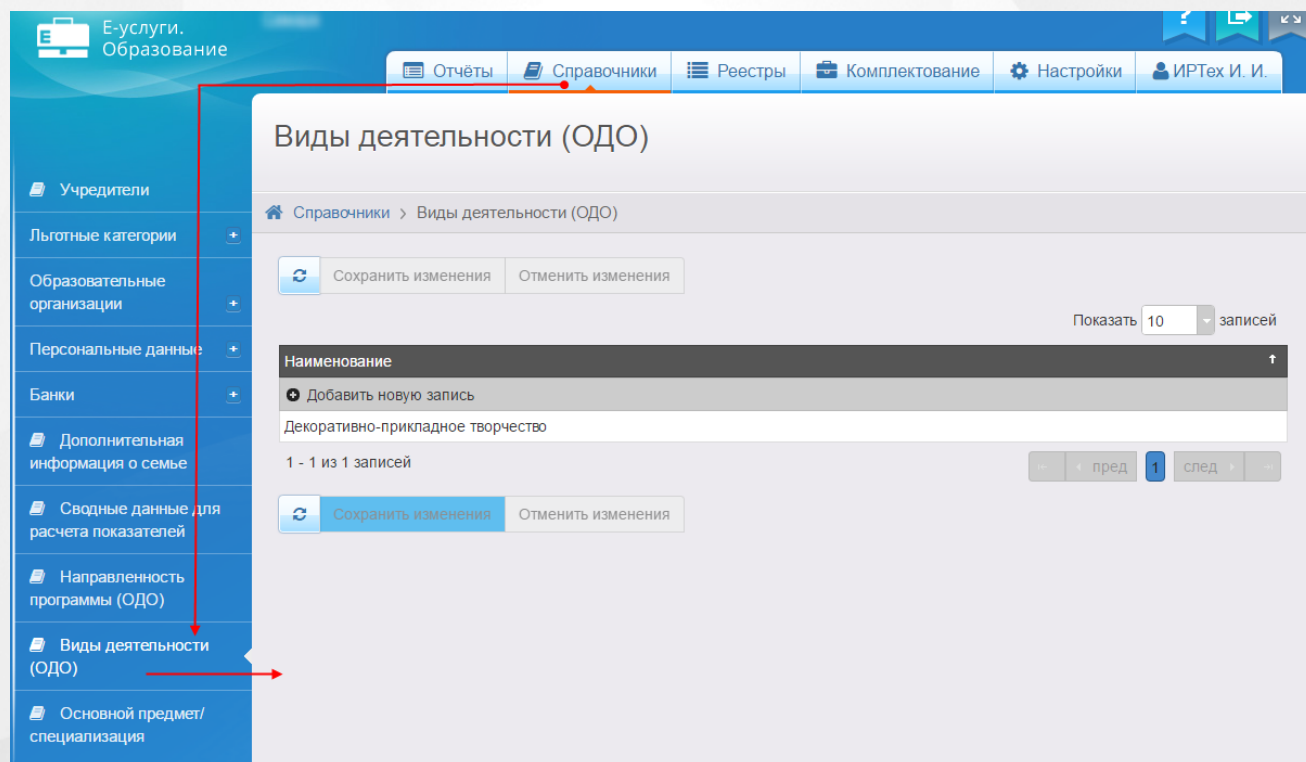 Е-услуги.
Образование
Отчёты Справочники Реестры Комплектование Настройки ИРТех И. И.
Виды деятельности (ОДО)
Учредители
Справочники > Виды деятельности (ОДО)
Льготные категории
Образовательные
организации
Сохранить изменения Отменить изменения
Показать 10 записей
Персональные данные
Наименование
Банки
Добавить новую запись
Декоративно-прикладное творчество
Дополнительная
информация о семье
1 - 1 из 1 записей
пред 1 след
Сводные данные для
расчета показателей
Сохранить изменения Отменить изменения
Направленность
программы (ОДО)
Виды деятельности
(ОДО)
Основной предмет/
специализация